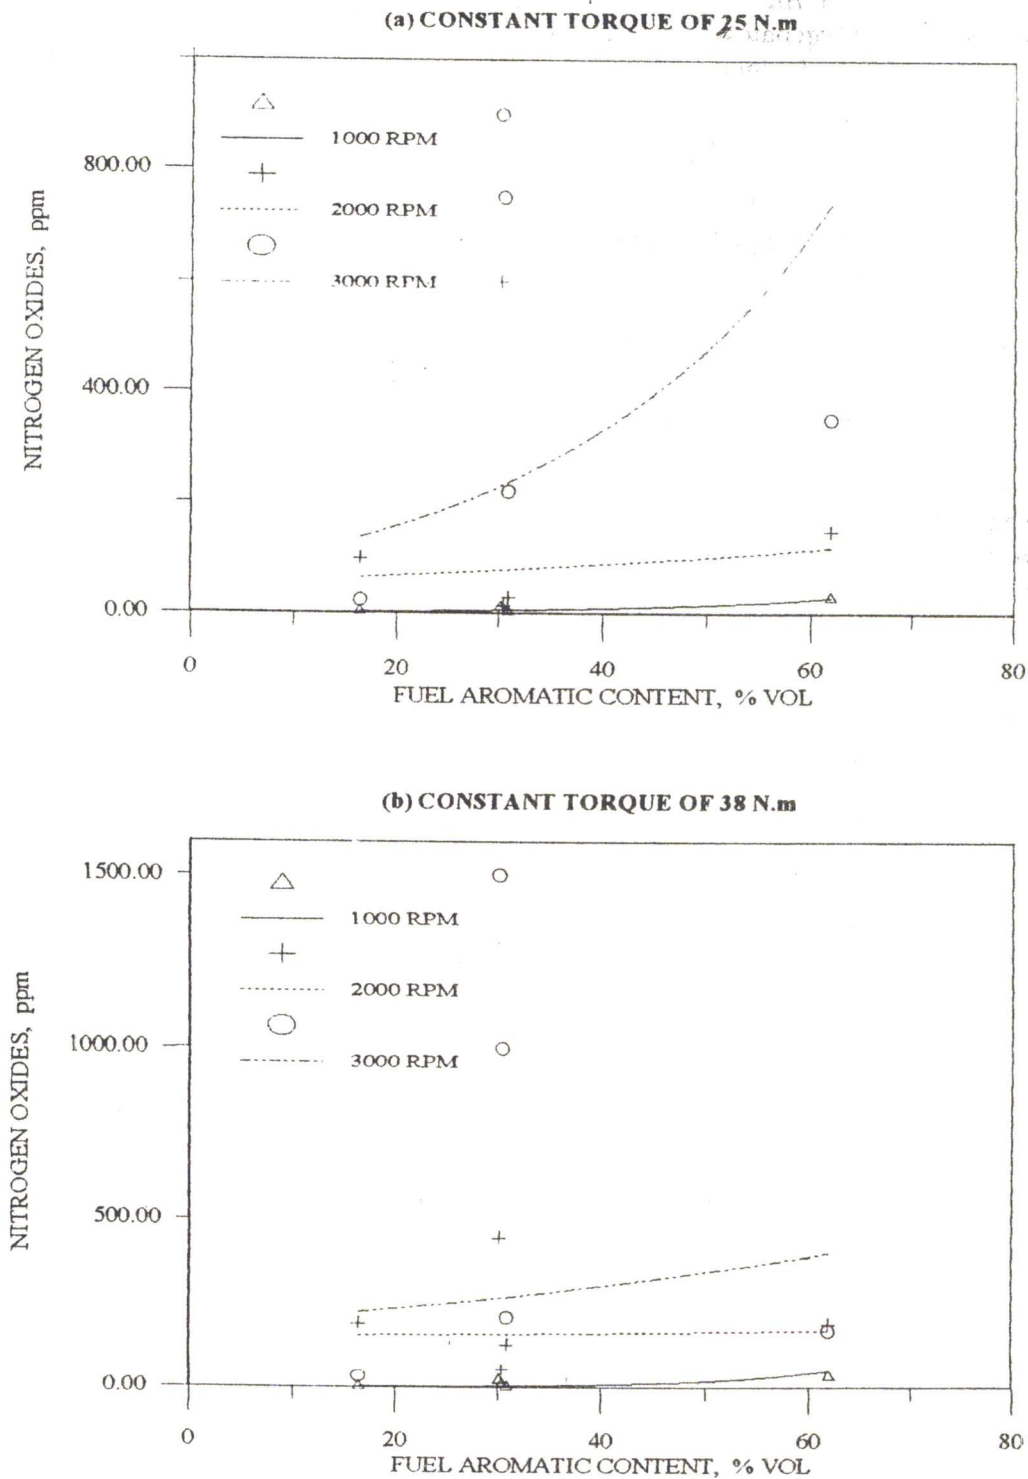 (a) CONSTANT TORQUE OF 25 N.m
NITROGEN OXIDES, ppm
800.00
400.00
0.00
1000 RPM
2000 RPM
3000 RPM
0 20 40 60 80
FUEL AROMATIC CONTENT, % VOL
(b) CONSTANT TORQUE OF 38 N.m
NITROGEN OXIDES, ppm
1500.00
1000.00
500.00
0.00
1000 RPM
2000 RPM
3000 RPM
0 20 40 60 80
FUEL AROMATIC CONTENT, % VOL